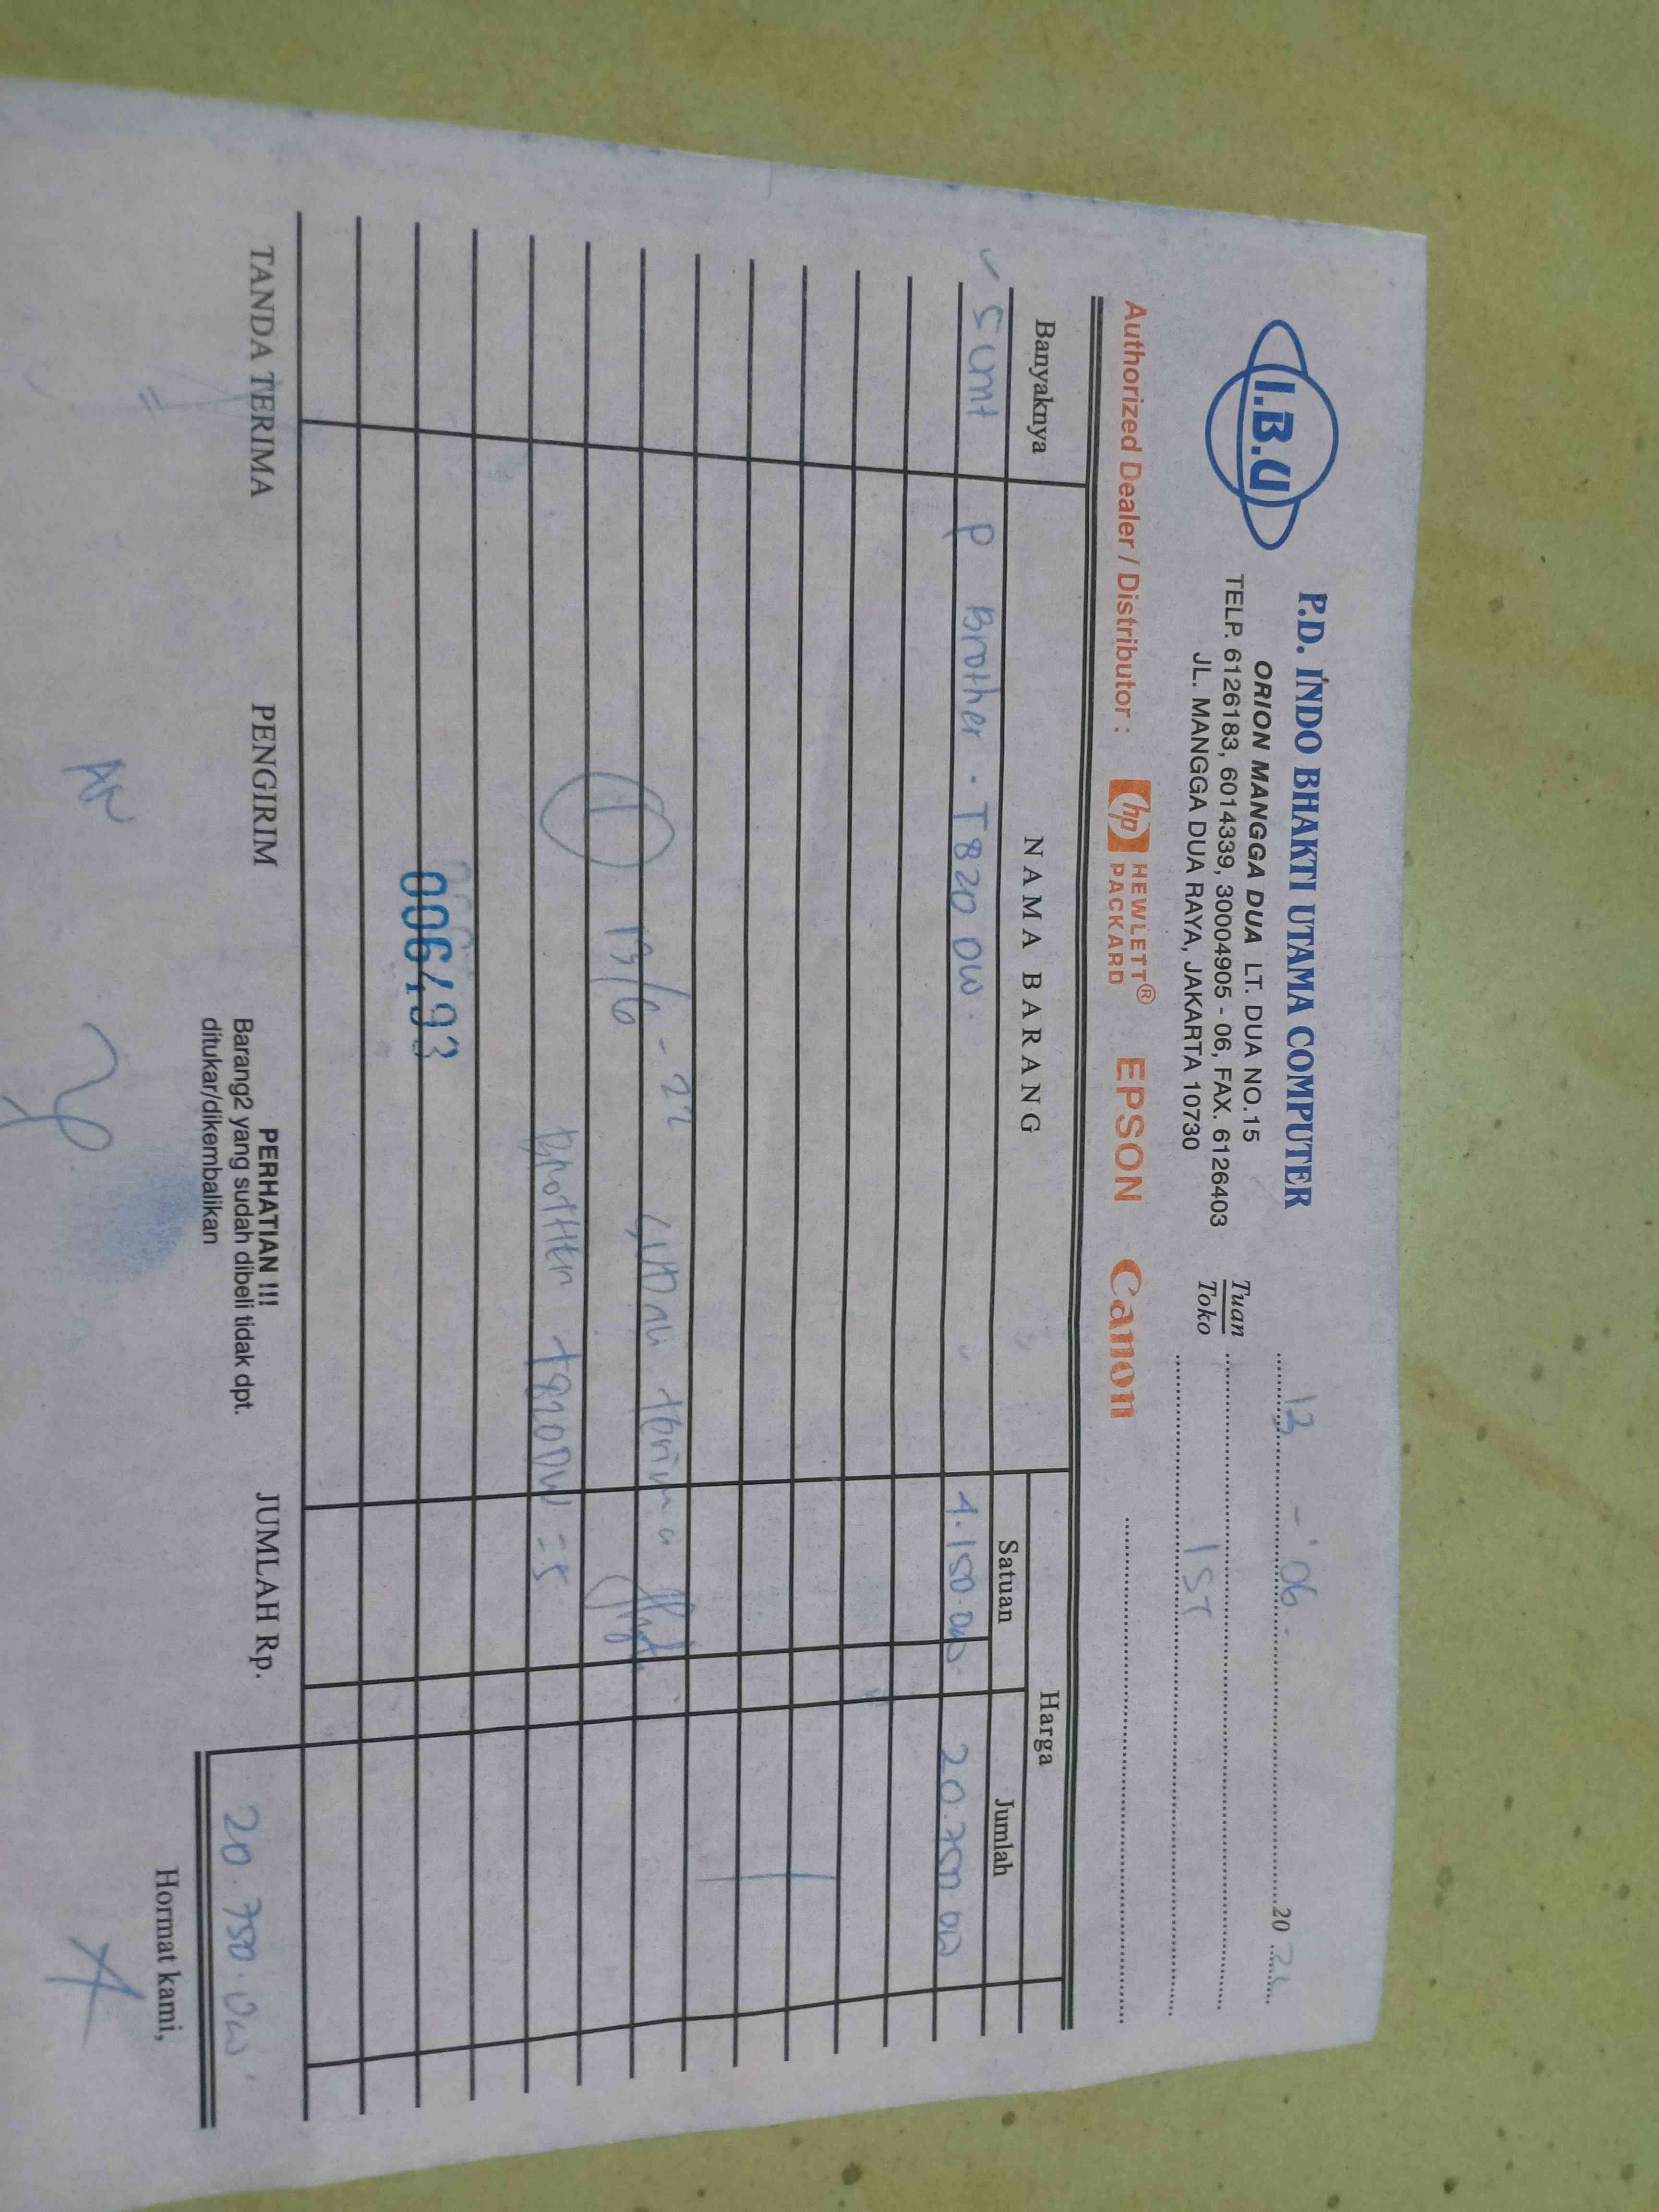 I.B.U
P.D. INDO BHAKTI UTAMA COMPUTER
ORION MANGGA DUA LT. DUA NO.15
TELP. 6126183, 6014339, 30004905 - 06, FAX. 6126403
JL. MANGGA DUA RAYA, JAKARTA 10730
13 - '06. 2022
Tuan
Toko
IST
Authorized Dealer / Distributor : hp HEWLETT® PACKARD EPSON Canon
Banyaknya NAMA BARANG Harga
Satuan Jumlah
5 unit P Brother . T820 DW. 4.150.000. 20.750.000
1 13/6 - 22 terima
Brother T820DW = 5
006493
TANDA TERIMA PENGIRIM PERHATIAN !!! JUMLAH Rp. 20.750.000
Barang2 yang sudah dibeli tidak dpt.
ditukar/dikembalikan
Hormat kami,